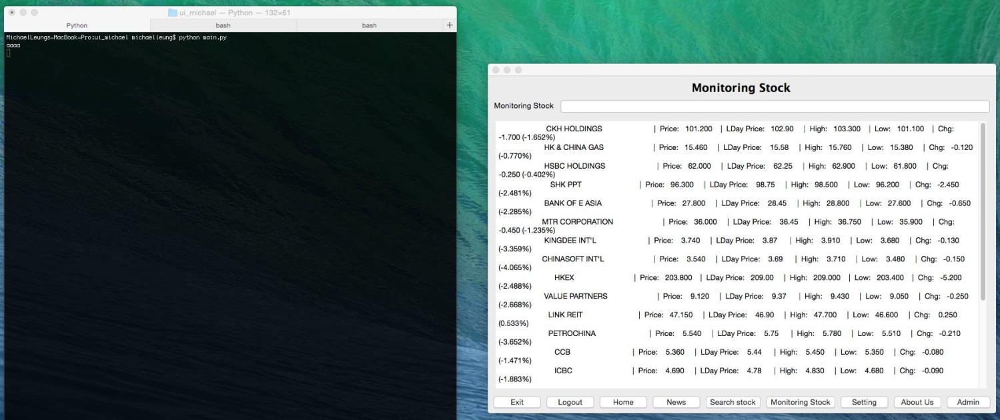 ui_michael — Python — 132×61
Python bash bash +
MichaelLeungs-MacBook-Pro:ui_michael michaelleung$ python main.py
aaaa
Monitoring Stock
Monitoring Stock
CKH HOLDINGS | Price: 101.200 | LDay Price: 102.90 | High: 103.300 | Low: 101.100 | Chg:
-1.700 (-1.652%)
HK & CHINA GAS | Price: 15.460 | LDay Price: 15.58 | High: 15.760 | Low: 15.380 | Chg: -0.120
(-0.770%)
HSBC HOLDINGS | Price: 62.000 | LDay Price: 62.25 | High: 62.900 | Low: 61.800 | Chg:
-0.250 (-0.402%)
SHK PPT | Price: 96.300 | LDay Price: 98.75 | High: 98.500 | Low: 96.200 | Chg: -2.450
(-2.481%)
BANK OF E ASIA | Price: 27.800 | LDay Price: 28.45 | High: 28.800 | Low: 27.600 | Chg: -0.650
(-2.285%)
MTR CORPORATION | Price: 36.000 | LDay Price: 36.45 | High: 36.750 | Low: 35.900 | Chg:
-0.450 (-1.235%)
KINGDEE INT'L | Price: 3.740 | LDay Price: 3.87 | High: 3.910 | Low: 3.680 | Chg: -0.130
(-3.359%)
CHINASOFT INT'L | Price: 3.540 | LDay Price: 3.69 | High: 3.710 | Low: 3.480 | Chg: -0.150
(-4.065%)
HKEX | Price: 203.800 | LDay Price: 209.00 | High: 209.000 | Low: 203.400 | Chg: -5.200
(-2.488%)
VALUE PARTNERS | Price: 9.120 | LDay Price: 9.37 | High: 9.430 | Low: 9.050 | Chg: -0.250
(-2.668%)
LINK REIT | Price: 47.150 | LDay Price: 46.90 | High: 47.700 | Low: 46.600 | Chg: 0.250
(0.533%)
PETROCHINA | Price: 5.540 | LDay Price: 5.75 | High: 5.780 | Low: 5.510 | Chg: -0.210
(-3.652%)
CCB | Price: 5.360 | LDay Price: 5.44 | High: 5.450 | Low: 5.350 | Chg: -0.080
(-1.471%)
ICBC | Price: 4.690 | LDay Price: 4.78 | High: 4.830 | Low: 4.680 | Chg: -0.090
(-1.883%)
Exit Logout Home News Search stock Monitoring Stock Setting About Us Admin